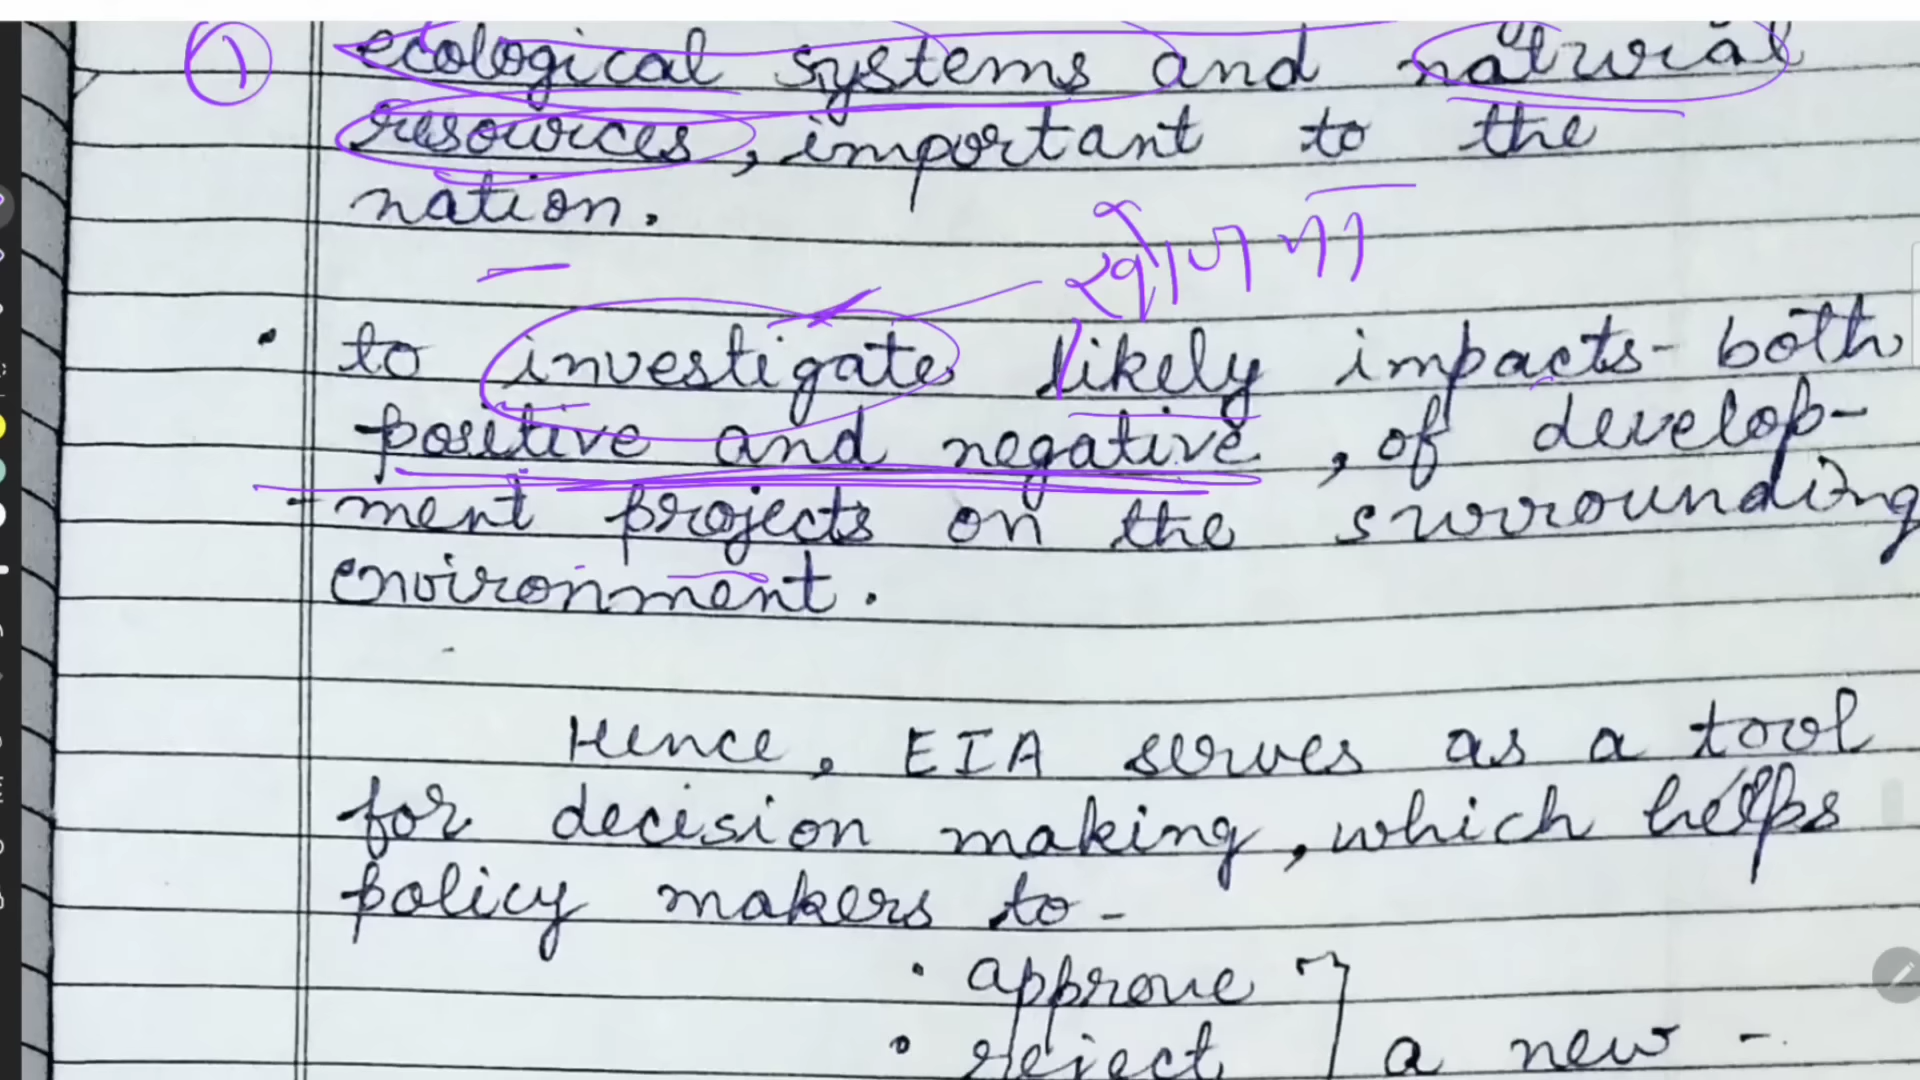 ① ecological systems and natural
resources, important to the
nation.
खोजना
• to investigate likely impacts- both
positive and negative, of develop-
-ment projects on the surrounding
environment.
Hence, EIA serves as a tool
for decision making, which helps
policy makers to -
• approve
• reject } a new -